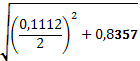 √((0,1112/2)² + 0,8357)